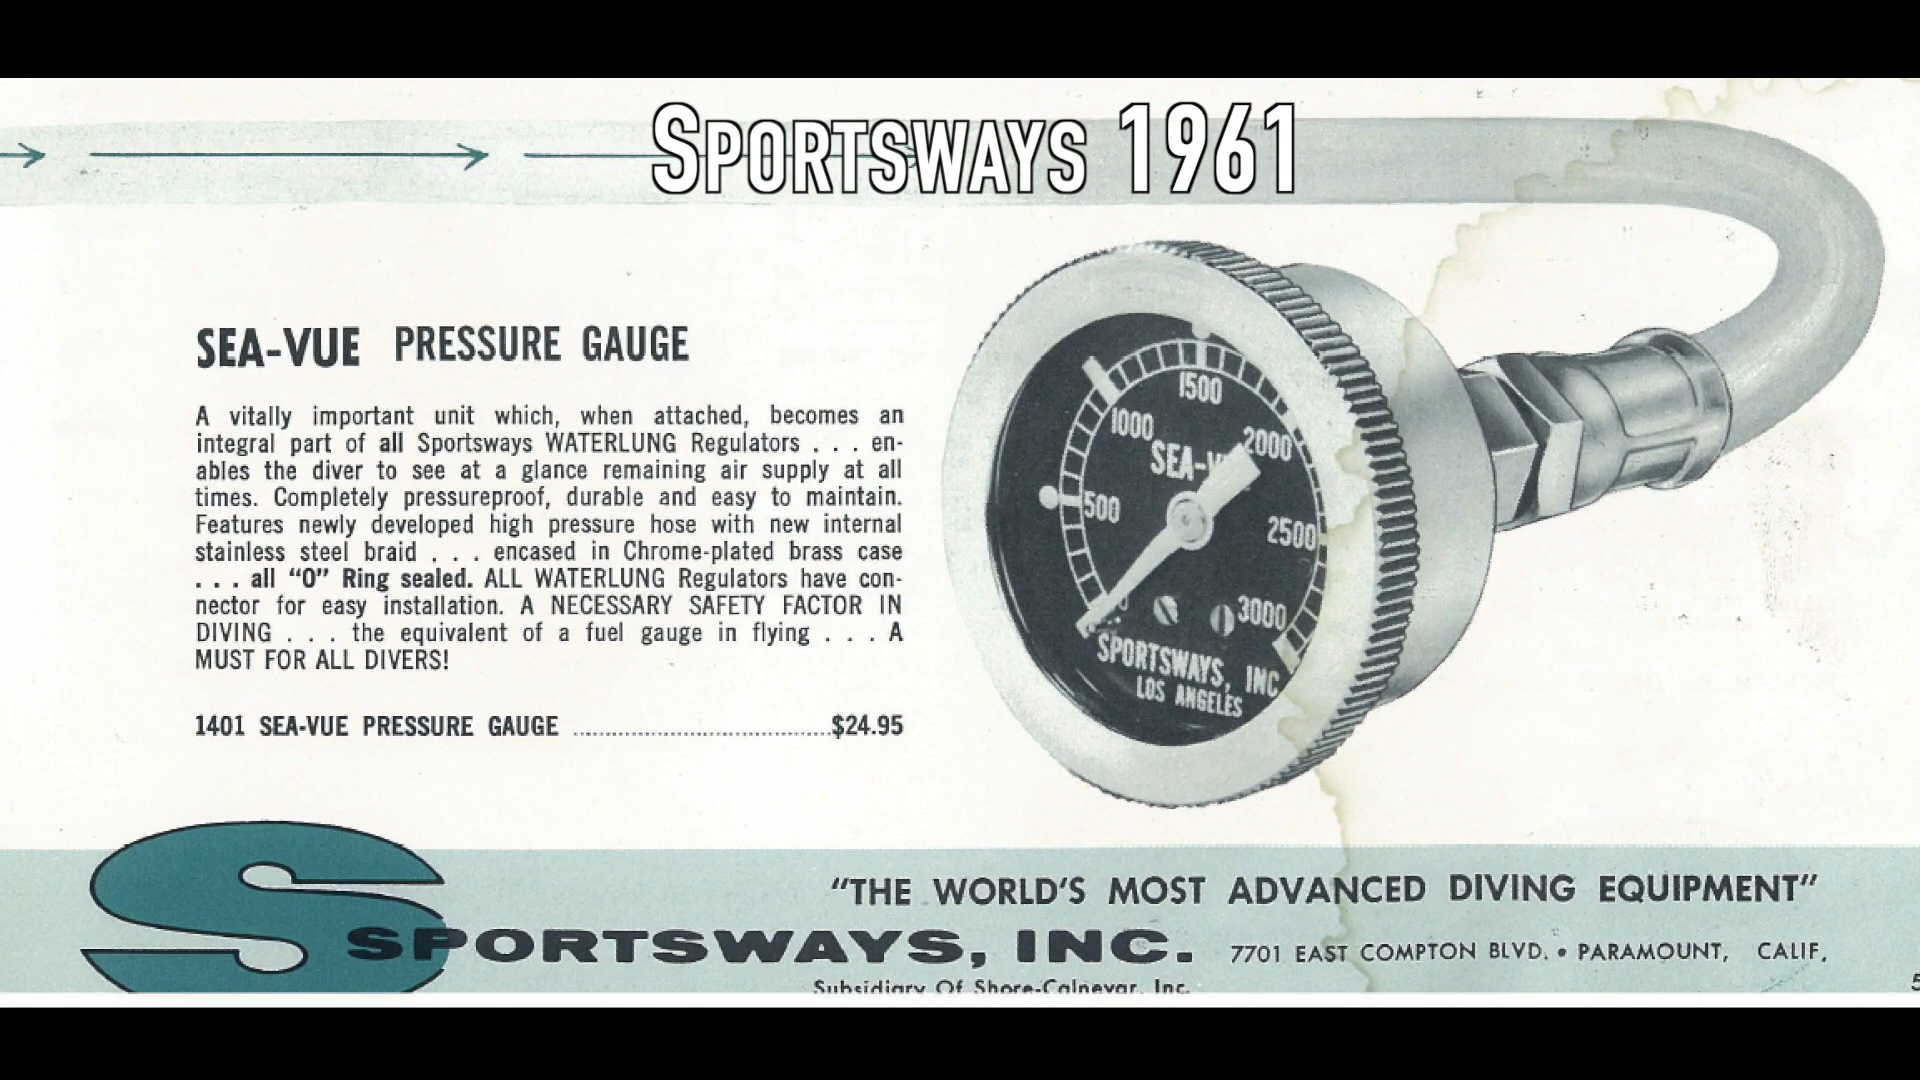 SPORTSWAYS 1961
SEA-VUE PRESSURE GAUGE
A vitally important unit which, when attached, becomes an
integral part of all Sportsways WATERLUNG Regulators . . . en-
ables the diver to see at a glance remaining air supply at all
times. Completely pressureproof, durable and easy to maintain.
Features newly developed high pressure hose with new internal
stainless steel braid . . . encased in Chrome-plated brass case
. . . all "O" Ring sealed. ALL WATERLUNG Regulators have con-
nector for easy installation. A NECESSARY SAFETY FACTOR IN
DIVING . . . the equivalent of a fuel gauge in flying . . . A
MUST FOR ALL DIVERS!
1401 SEA-VUE PRESSURE GAUGE ........................................$24.95
1500
1000
2000
SEA-V
500
2500
0
3000
SPORTSWAYS, INC
LOS ANGELES
"THE WORLD'S MOST ADVANCED DIVING EQUIPMENT"
SPORTSWAYS, INC. 7701 EAST COMPTON BLVD. • PARAMOUNT, CALIF,
Subsidiary Of Shore-Calnevar, Inc.
5